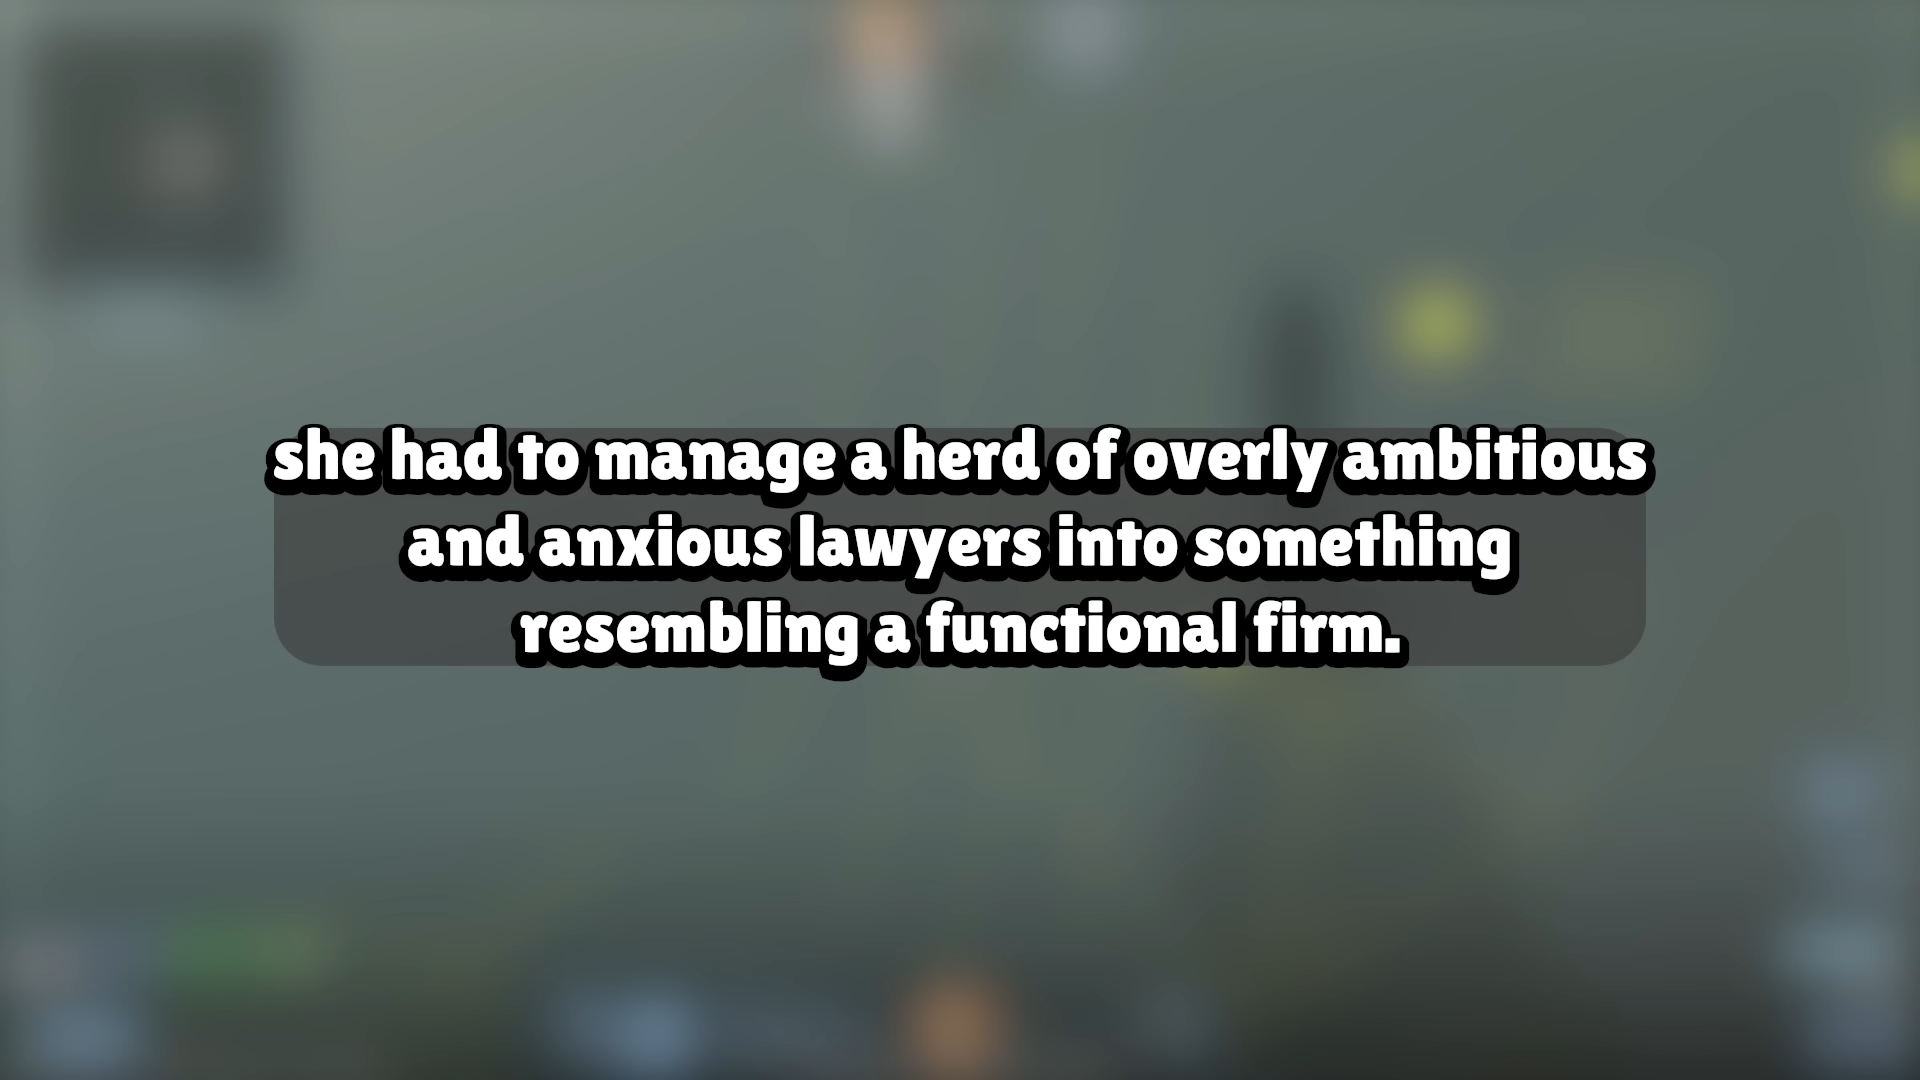 she had to manage a herd of overly ambitious
and anxious lawyers into something
resembling a functional firm.